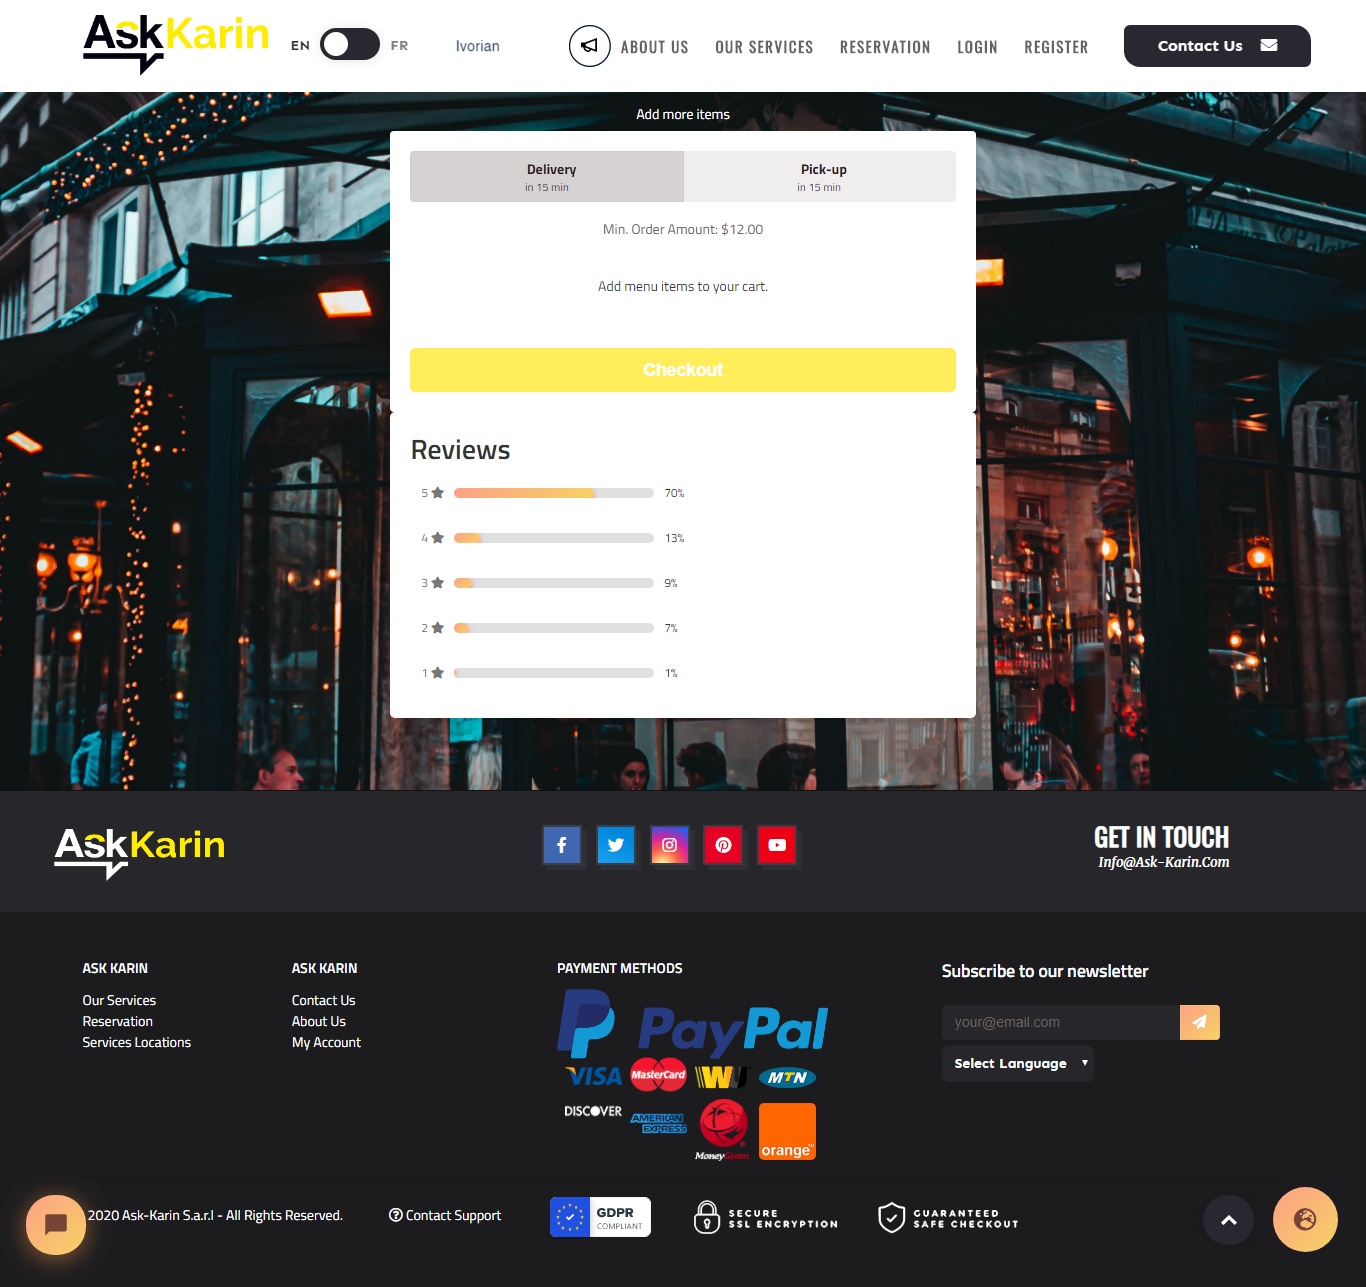 AskKarin
EN FR Ivorian ABOUT US OUR SERVICES RESERVATION LOGIN REGISTER Contact Us
Add more items
Delivery
in 15 min
Pick-up
in 15 min
Min. Order Amount: $12.00
Add menu items to your cart.
Checkout
Reviews
5 70%
4 13%
3 9%
2 7%
1 1%
AskKarin
GET IN TOUCH
Info@Ask-Karin.Com
ASK KARIN
Our Services
Reservation
Services Locations
ASK KARIN
Contact Us
About Us
My Account
PAYMENT METHODS
PayPal
VISA MasterCard WU MTN
DISCOVER AMERICAN EXPRESS MoneyGram orange™
Subscribe to our newsletter
your@email.com
Select Language ▼
2020 Ask-Karin S.a.r.l - All Rights Reserved.
Contact Support
GDPR
COMPLIANT
SECURE
SSL ENCRYPTION
GUARANTEED
SAFE CHECKOUT